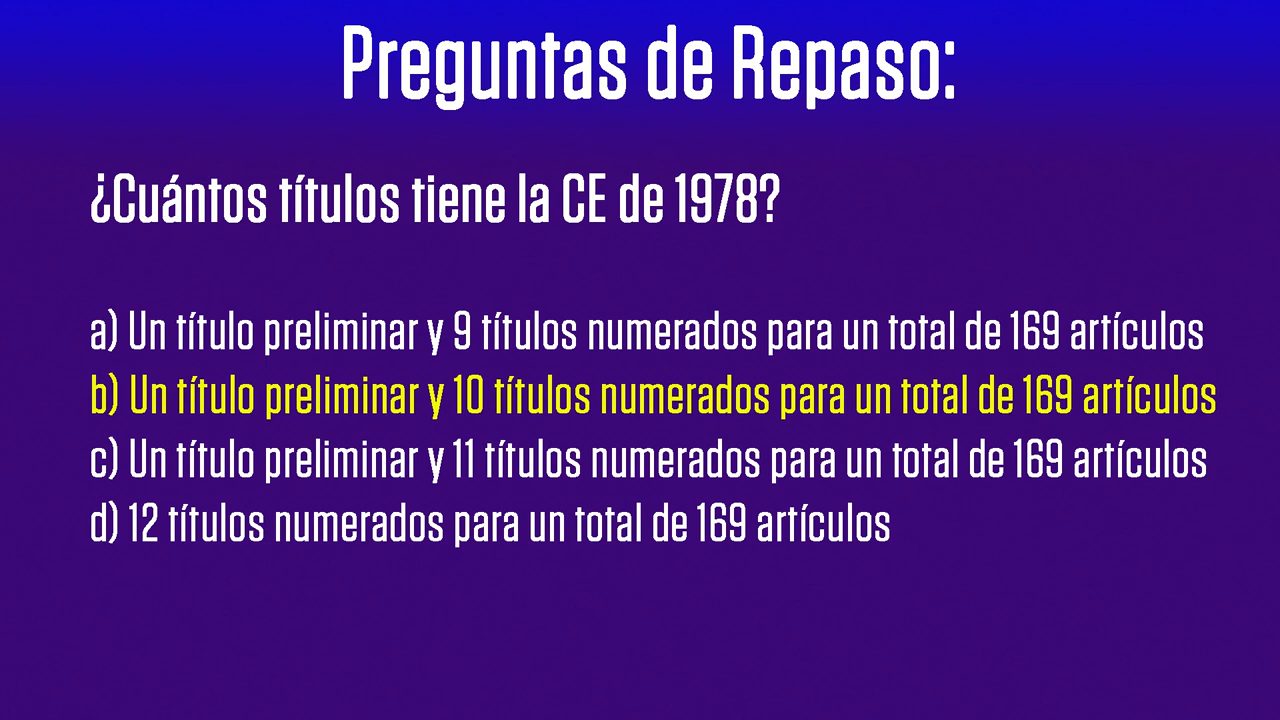 Preguntas de Repaso:
¿Cuántos títulos tiene la CE de 1978?
a) Un título preliminar y 9 títulos numerados para un total de 169 artículos
b) Un título preliminar y 10 títulos numerados para un total de 169 artículos
c) Un título preliminar y 11 títulos numerados para un total de 169 artículos
d) 12 títulos numerados para un total de 169 artículos